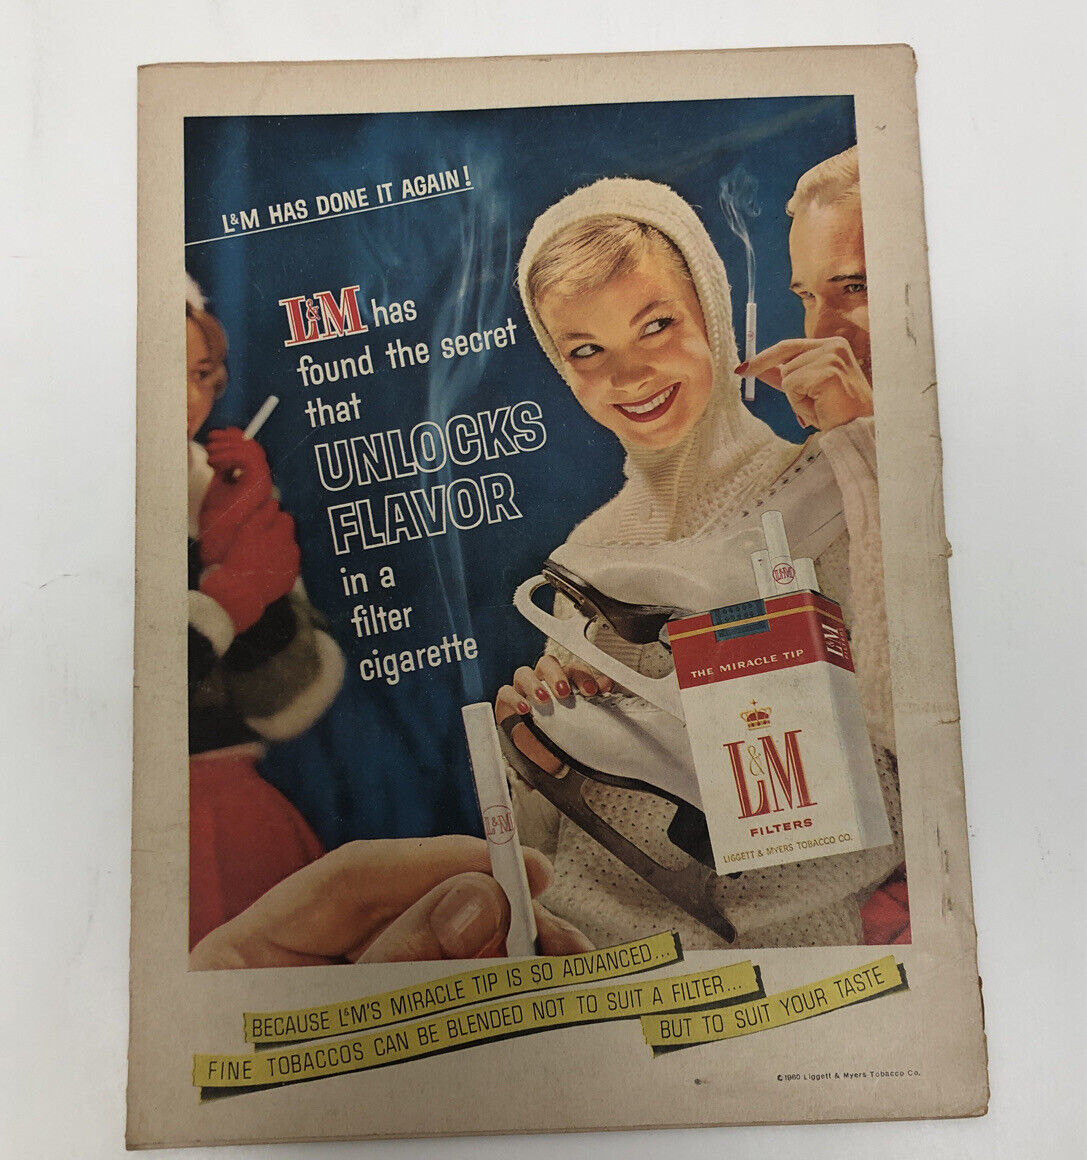 L&M HAS DONE IT AGAIN!
L&M has
found the secret
that
UNLOCKS
FLAVOR
in a
filter
cigarette
L&M
L&M
THE MIRACLE TIP
L&M
L&M
FILTERS
LIGGETT & MYERS TOBACCO CO.
BECAUSE L&M'S MIRACLE TIP IS SO ADVANCED...
FINE TOBACCOS CAN BE BLENDED NOT TO SUIT A FILTER...
BUT TO SUIT YOUR TASTE
© 1960 Liggett & Myers Tobacco Co.